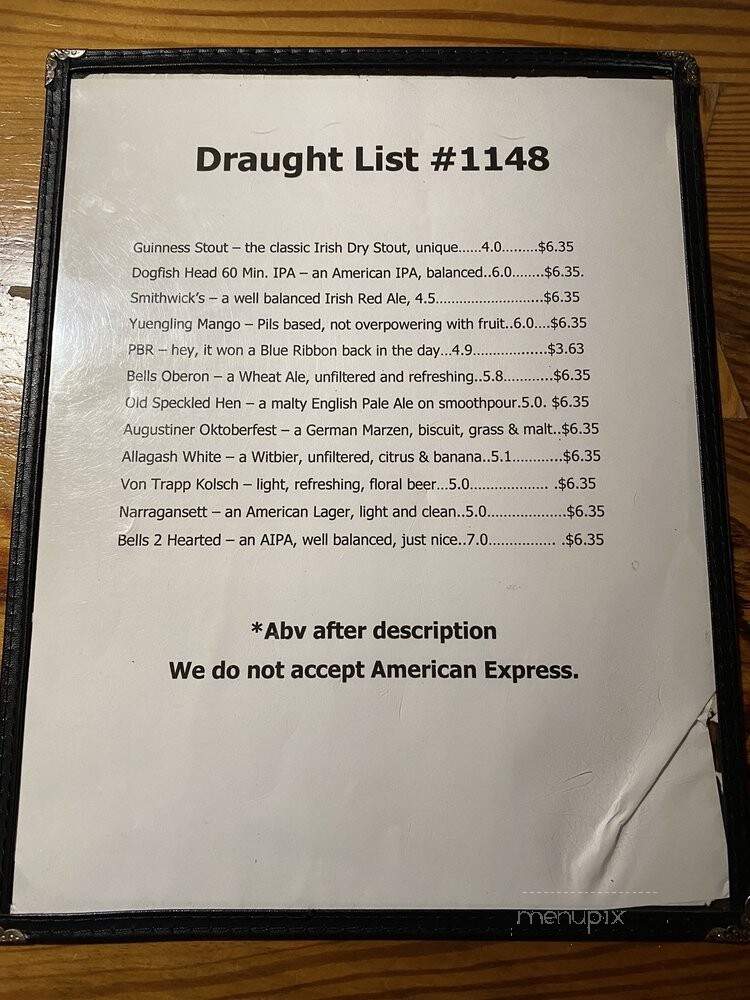 Draught List #1148
Guinness Stout – the classic Irish Dry Stout, unique......4.0.........$6.35
Dogfish Head 60 Min. IPA – an American IPA, balanced..6.0........$6.35.
Smithwick's – a well balanced Irish Red Ale, 4.5...........................$6.35
Yuengling Mango – Pils based, not overpowering with fruit..6.0....$6.35
PBR – hey, it won a Blue Ribbon back in the day...4.9..................$3.63
Bells Oberon – a Wheat Ale, unfiltered and refreshing..5.8............$6.35
Old Speckled Hen – a malty English Pale Ale on smoothpour.5.0. $6.35
Augustiner Oktoberfest – a German Marzen, biscuit, grass & malt..$6.35
Allagash White – a Witbier, unfiltered, citrus & banana..5.1............$6.35
Von Trapp Kolsch – light, refreshing, floral beer...5.0................... .$6.35
Narragansett – an American Lager, light and clean..5.0....................$6.35
Bells 2 Hearted – an AIPA, well balanced, just nice..7.0................ .$6.35
*Abv after description
We do not accept American Express.
menupix